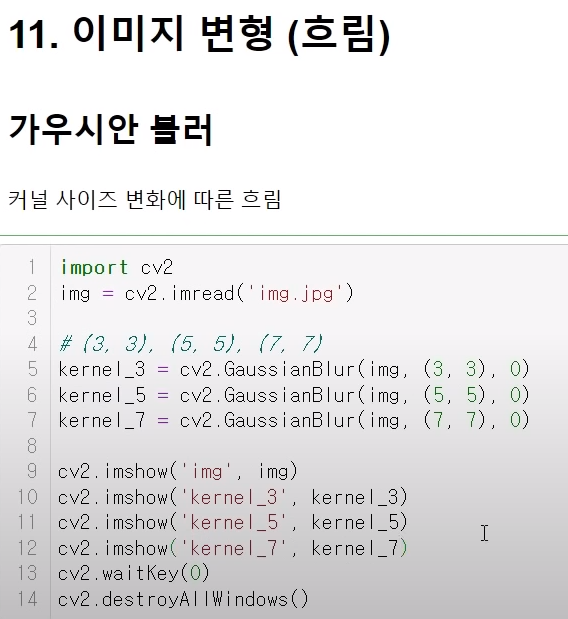 11. 이미지 변형 (흐림)
가우시안 블러
커널 사이즈 변화에 따른 흐림
1 import cv2
2 img = cv2.imread('img.jpg')
3
4 # (3, 3), (5, 5), (7, 7)
5 kernel_3 = cv2.GaussianBlur(img, (3, 3), 0)
6 kernel_5 = cv2.GaussianBlur(img, (5, 5), 0)
7 kernel_7 = cv2.GaussianBlur(img, (7, 7), 0)
8
9 cv2.imshow('img', img)
10 cv2.imshow('kernel_3', kernel_3)
11 cv2.imshow('kernel_5', kernel_5)
12 cv2.imshow('kernel_7', kernel_7)
13 cv2.waitKey(0)
14 cv2.destroyAllWindows()